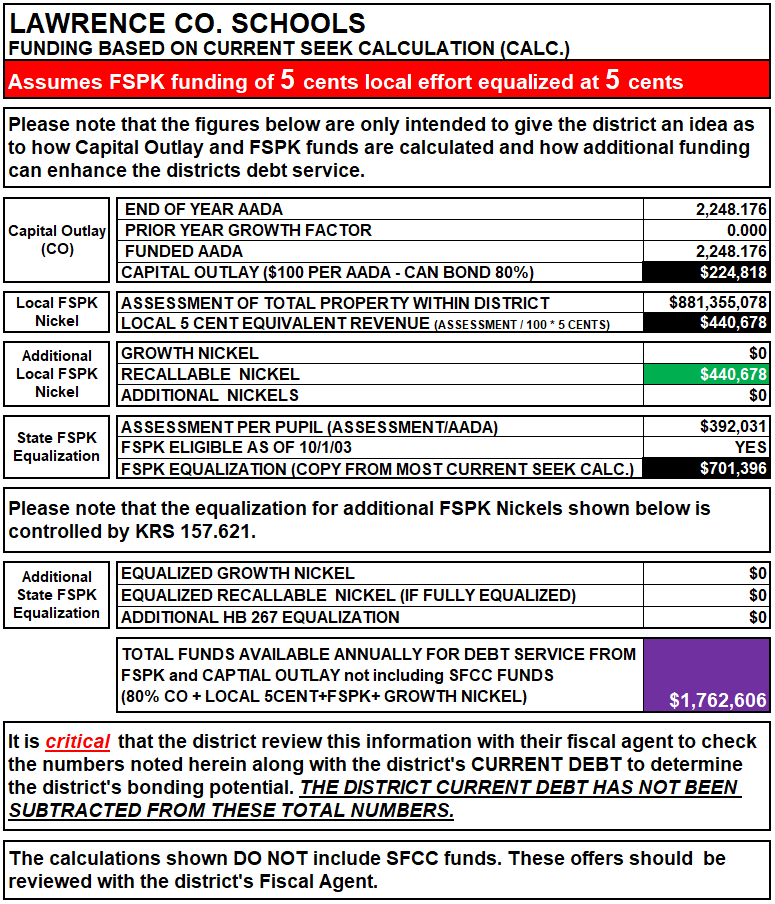 LAWRENCE CO. SCHOOLS
FUNDING BASED ON CURRENT SEEK CALCULATION (CALC.)
Assumes FSPK funding of 5 cents local effort equalized at 5 cents
Please note that the figures below are only intended to give the district an idea as
to how Capital Outlay and FSPK funds are calculated and how additional funding
can enhance the districts debt service.
Capital Outlay
(CO)
END OF YEAR AADA 2,248.176
PRIOR YEAR GROWTH FACTOR 0.000
FUNDED AADA 2,248.176
CAPITAL OUTLAY ($100 PER AADA - CAN BOND 80%) $224,818
Local FSPK
Nickel
ASSESSMENT OF TOTAL PROPERTY WITHIN DISTRICT $881,355,078
LOCAL 5 CENT EQUIVALENT REVENUE (ASSESSMENT / 100 * 5 CENTS) $440,678
Additional
Local FSPK
Nickel
GROWTH NICKEL $0
RECALLABLE NICKEL $440,678
ADDITIONAL NICKELS $0
State FSPK
Equalization
ASSESSMENT PER PUPIL (ASSESSMENT/AADA) $392,031
FSPK ELIGIBLE AS OF 10/1/03 YES
FSPK EQUALIZATION (COPY FROM MOST CURRENT SEEK CALC.) $701,396
Please note that the equalization for additional FSPK Nickels shown below is
controlled by KRS 157.621.
Additional
State FSPK
Equalization
EQUALIZED GROWTH NICKEL $0
EQUALIZED RECALLABLE NICKEL (IF FULLY EQUALIZED) $0
ADDITIONAL HB 267 EQUALIZATION $0
TOTAL FUNDS AVAILABLE ANNUALLY FOR DEBT SERVICE FROM
FSPK and CAPTIAL OUTLAY not including SFCC FUNDS
(80% CO + LOCAL 5CENT+FSPK+ GROWTH NICKEL) $1,762,606
It is critical that the district review this information with their fiscal agent to check
the numbers noted herein along with the district's CURRENT DEBT to determine
the district's bonding potential. THE DISTRICT CURRENT DEBT HAS NOT BEEN
SUBTRACTED FROM THESE TOTAL NUMBERS.
The calculations shown DO NOT include SFCC funds. These offers should be
reviewed with the district's Fiscal Agent.